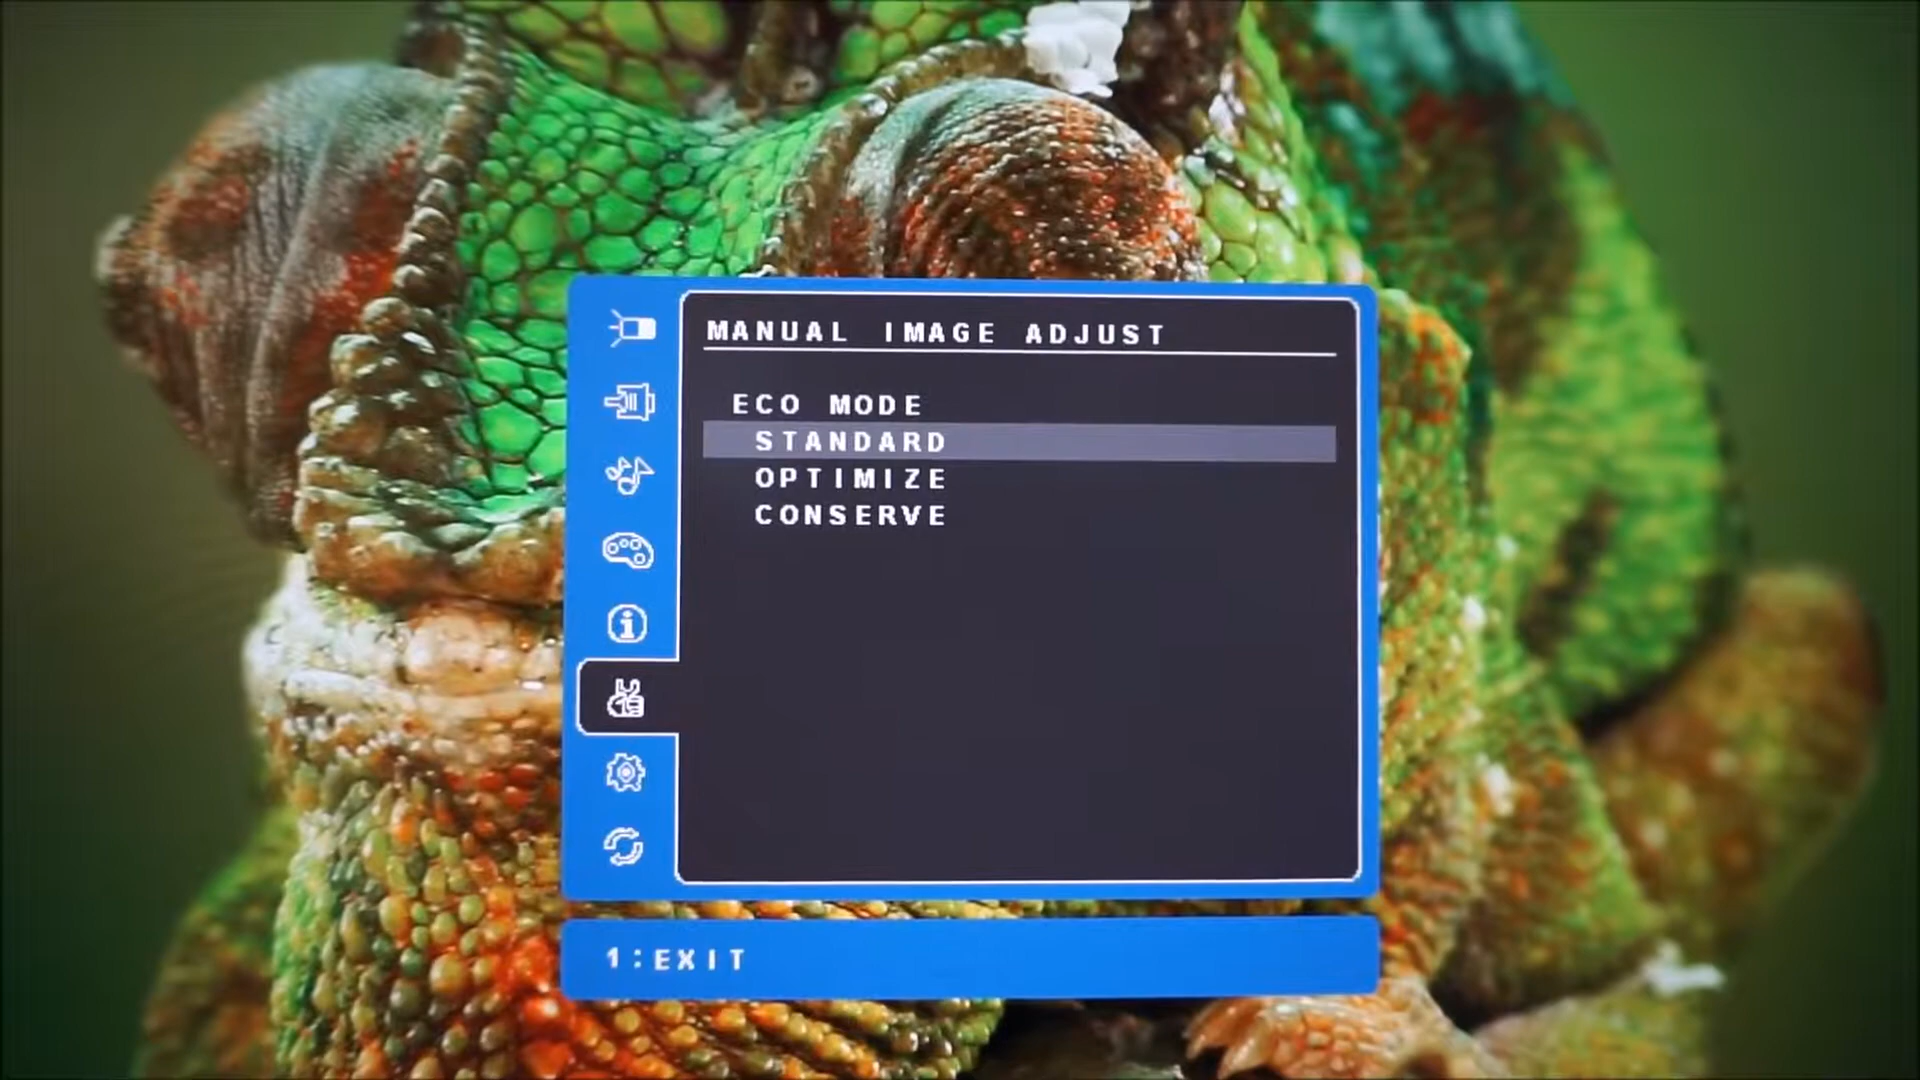 MANUAL IMAGE ADJUST
ECO MODE
STANDARD
OPTIMIZE
CONSERVE
1:EXIT